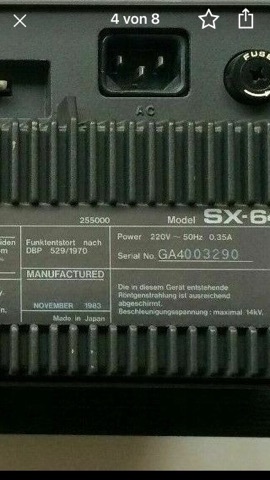 4 von 8
FUSE
AC
255000
Model SX-64
Funktentstort nach
DBP 529/1970
MANUFACTURED
NOVEMBER 1983
Made in Japan
Power 220V ~ 50Hz 0.35A
Serial No. GA4003290
Die in diesem Gerät entstehende
Röntgenstrahlung ist ausreichend
abgeschirmt.
Beschleunigungsspannung : maximal 14kV.